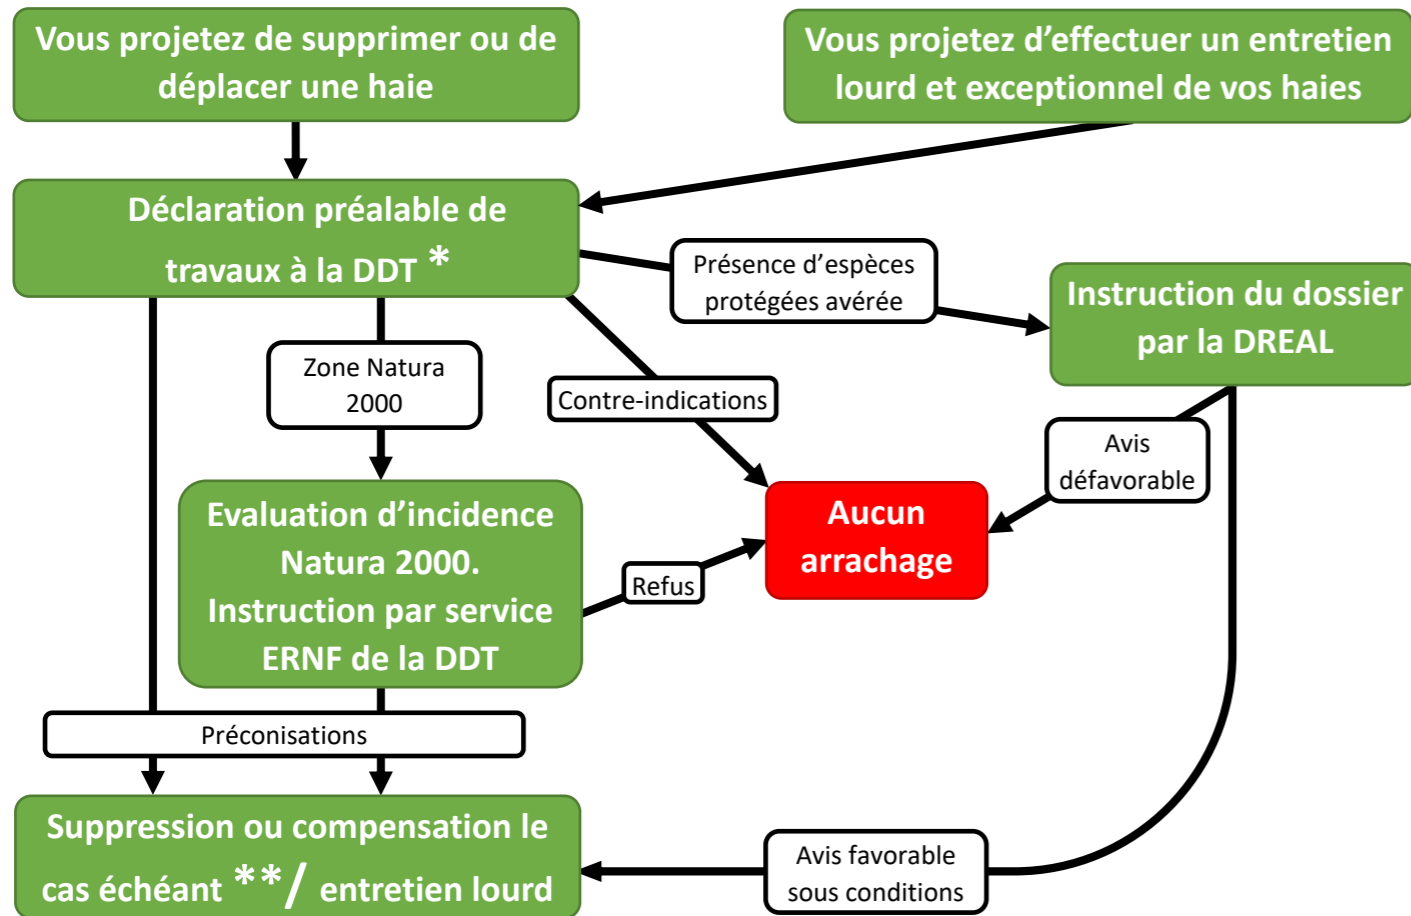 Vous projetez de supprimer ou de
déplacer une haie
Vous projetez d’effectuer un entretien
lourd et exceptionnel de vos haies
Déclaration préalable de
travaux à la DDT *
Présence d’espèces
protégées avérée
Instruction du dossier
par la DREAL
Zone Natura
2000
Contre-indications
Avis
défavorable
Evaluation d’incidence
Natura 2000.
Instruction par service
ERNF de la DDT
Aucun
arrachage
Refus
Préconisations
Suppression ou compensation le
cas échéant **/ entretien lourd
Avis favorable
sous conditions